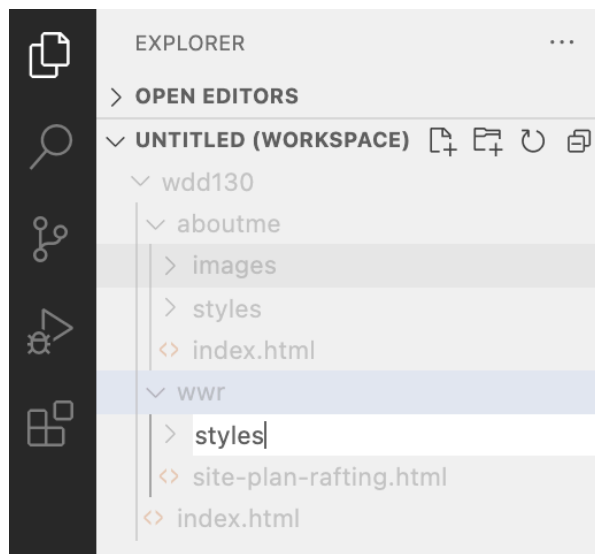 EXPLORER ...
OPEN EDITORS
UNTITLED (WORKSPACE)
wdd130
aboutme
images
styles
index.html
wwr
styles
site-plan-rafting.html
index.html